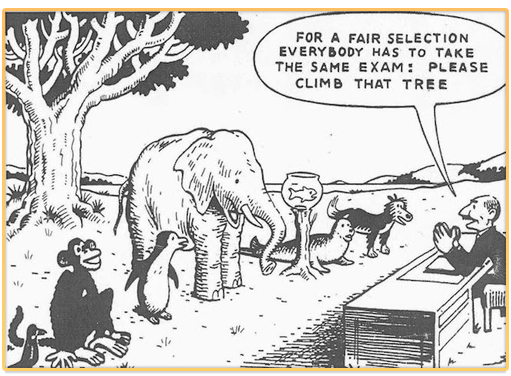 FOR A FAIR SELECTION
EVERYBODY HAS TO TAKE
THE SAME EXAM: PLEASE
CLIMB THAT TREE